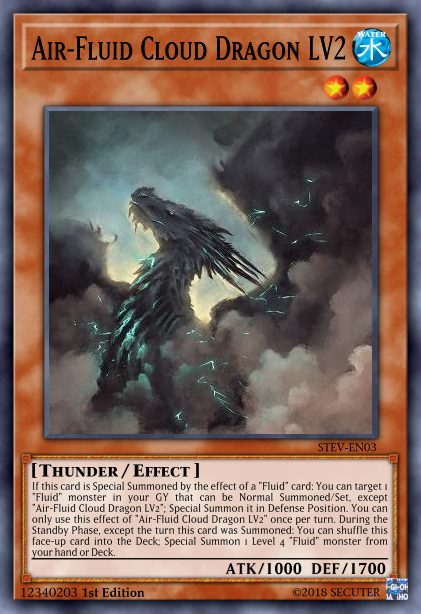 Air-Fluid Cloud Dragon LV2
WATER
水
STEV-EN03
[Thunder / Effect ]
If this card is Special Summoned by the effect of a "Fluid" card: You can target 1
"Fluid" monster in your GY that can be Normal Summoned/Set, except
"Air-Fluid Cloud Dragon LV2"; Special Summon it in Defense Position. You can
only use this effect of "Air-Fluid Cloud Dragon LV2" once per turn. During the
Standby Phase, except the turn this card was Summoned: You can shuffle this
face-up card into the Deck; Special Summon 1 Level 4 "Fluid" monster from
your hand or Deck.
ATK/1000 DEF/1700
12340203 1st Edition
©2018 SECUTER